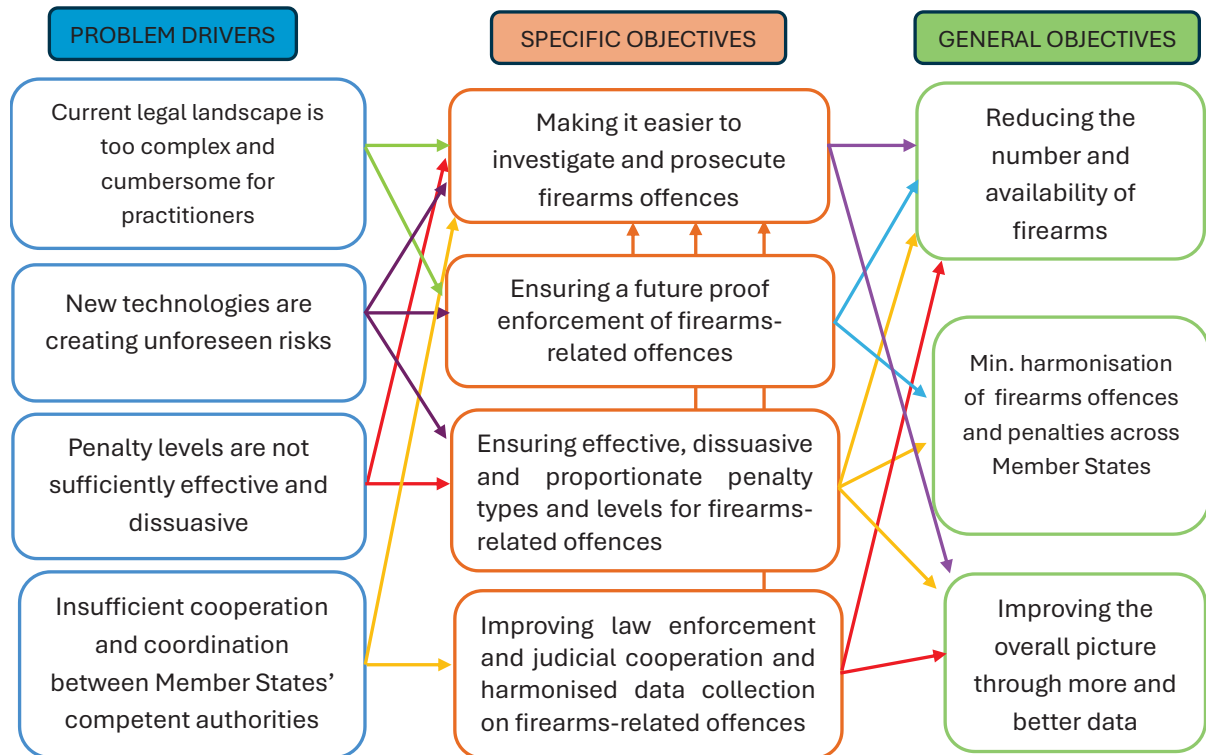 PROBLEM DRIVERS
SPECIFIC OBJECTIVES
GENERAL OBJECTIVES
Current legal landscape is
too complex and
cumbersome for
practitioners
New technologies are
creating unforeseen risks
Penalty levels are not
sufficiently effective and
dissuasive
Insufficient cooperation
and coordination
between Member States’
competent authorities
Making it easier to
investigate and prosecute
firearms offences
Ensuring a future proof
enforcement of firearms-
related offences
Ensuring effective, dissuasive
and proportionate penalty
types and levels for firearms-
related offences
Improving law enforcement
and judicial cooperation and
harmonised data collection
on firearms-related offences
Reducing the
number and
availability of
firearms
Min. harmonisation
of firearms offences
and penalties across
Member States
Improving the
overall picture
through more and
better data